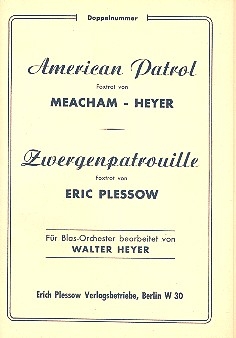 Doppelnummer
American Patrol
Foxtrot von
MEACHAM - HEYER
Zwergenpatrouille
Foxtrot von
ERIC PLESSOW
Für Blas-Orchester bearbeitet von
WALTER HEYER
Erich Plessow Verlagsbetriebe, Berlin W 30